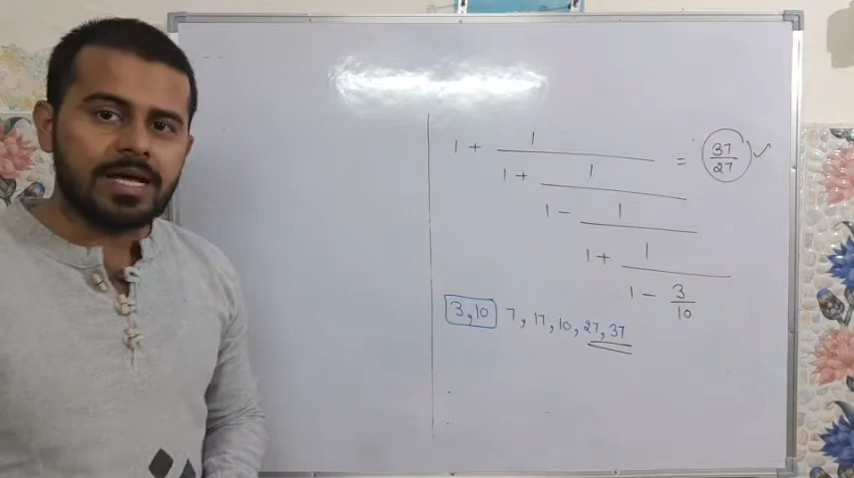 1 + 1 = 37/27 ✓
1 + 1
1 - 1
1 + 1
1 - 3/10
3,10 7, 17, 10, 27, 37